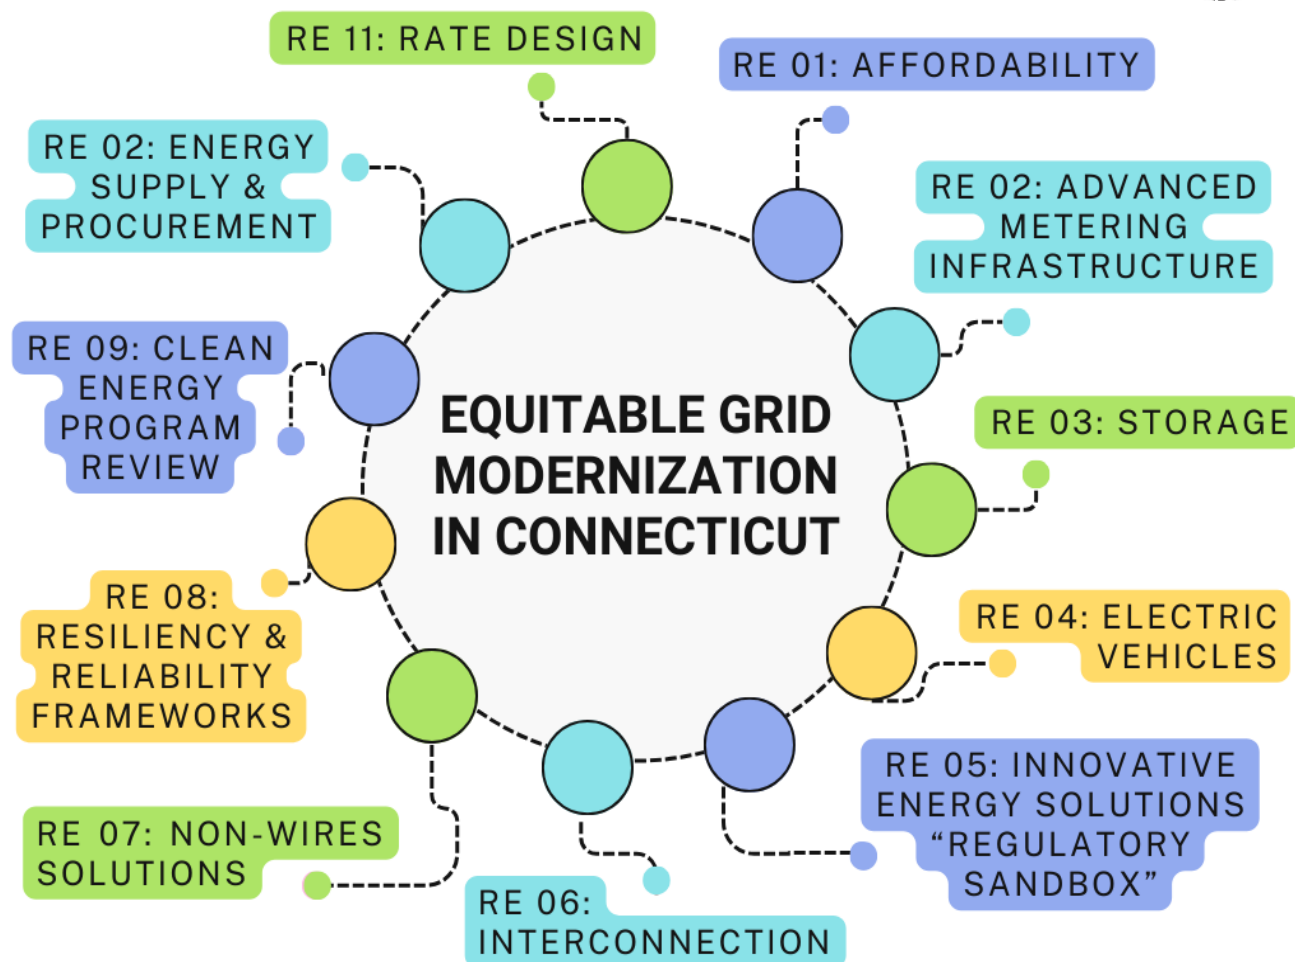 RE 11: RATE DESIGN
RE 01: AFFORDABILITY
RE 02: ENERGY
SUPPLY &
PROCUREMENT
RE 02: ADVANCED
METERING
INFRASTRUCTURE
RE 09: CLEAN
ENERGY
PROGRAM
REVIEW
EQUITABLE GRID
MODERNIZATION
IN CONNECTICUT
RE 03: STORAGE
RE 08:
RESILIENCY &
RELIABILITY
FRAMEWORKS
RE 04: ELECTRIC
VEHICLES
RE 07: NON-WIRES
SOLUTIONS
RE 06:
INTERCONNECTION
RE 05: INNOVATIVE
ENERGY SOLUTIONS
“REGULATORY
SANDBOX”